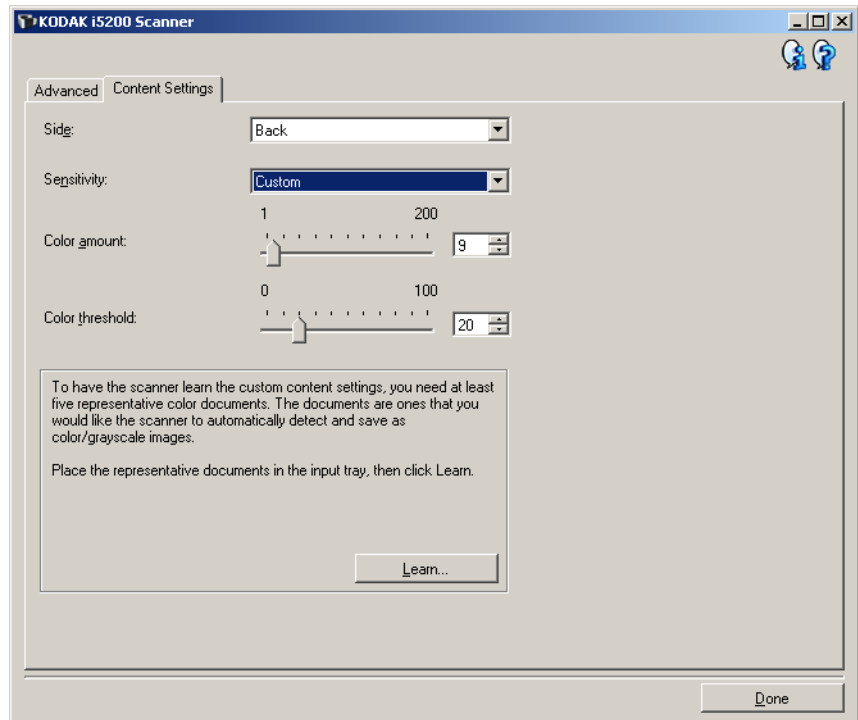 KODAK i5200 Scanner
Advanced
Content Settings
Side:
Back
Sensitivity:
Custom
1 200
Color amount:
9
0 100
Color threshold:
20
To have the scanner learn the custom content settings, you need at least
five representative color documents. The documents are ones that you
would like the scanner to automatically detect and save as
color/grayscale images.
Place the representative documents in the input tray, then click Learn.
Learn...
Done